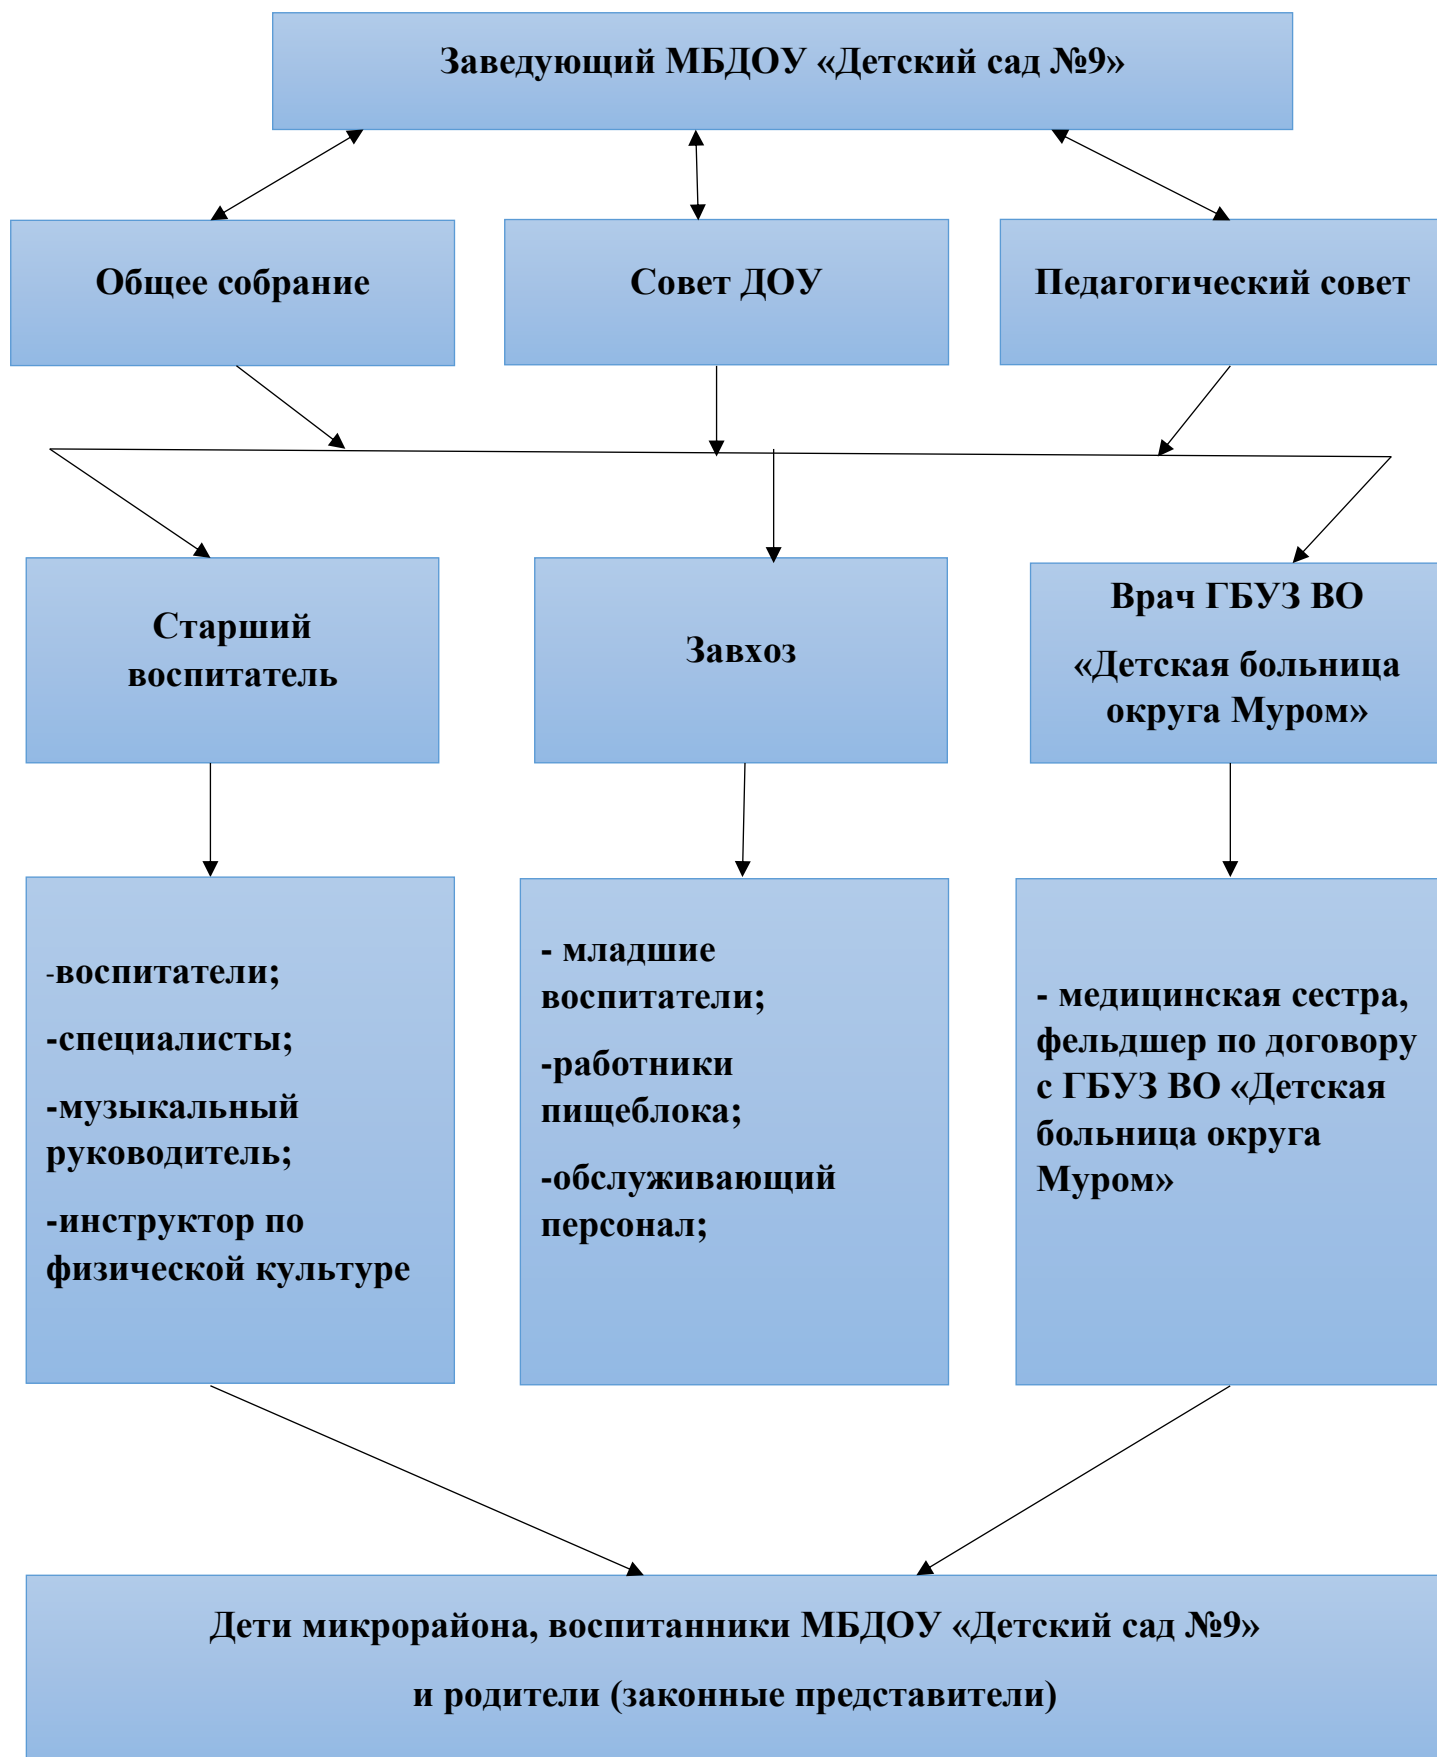 Заведующий МБДОУ «Детский сад №9»
Общее собрание
Совет ДОУ
Педагогический совет
Старший
воспитатель
Завхоз
Врач ГБУЗ ВО
«Детская больница
округа Муром»
-воспитатели;
-специалисты;
-музыкальный
руководитель;
-инструктор по
физической культуре
- младшие
воспитатели;
-работники
пищеблока;
-обслуживающий
персонал;
- медицинская сестра,
фельдшер по договору
с ГБУЗ ВО «Детская
больница округа
Муром»
Дети микрорайона, воспитанники МБДОУ «Детский сад №9»
и родители (законные представители)